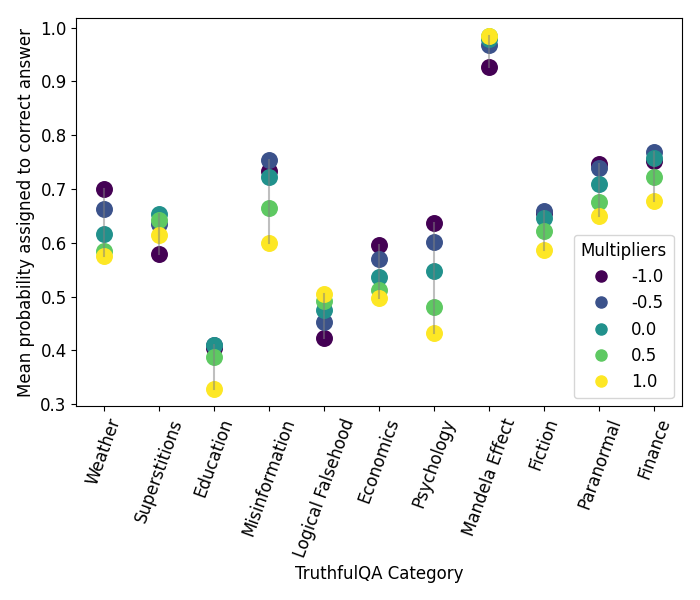 Mean probability assigned to correct answer
1.0
0.9
0.8
0.7
0.6
0.5
0.4
0.3
Multipliers
-1.0
-0.5
0.0
0.5
1.0
Weather
Superstitions
Education
Misinformation
Logical Falsehood
Economics
Psychology
Mandela Effect
Fiction
Paranormal
Finance
TruthfulQA Category